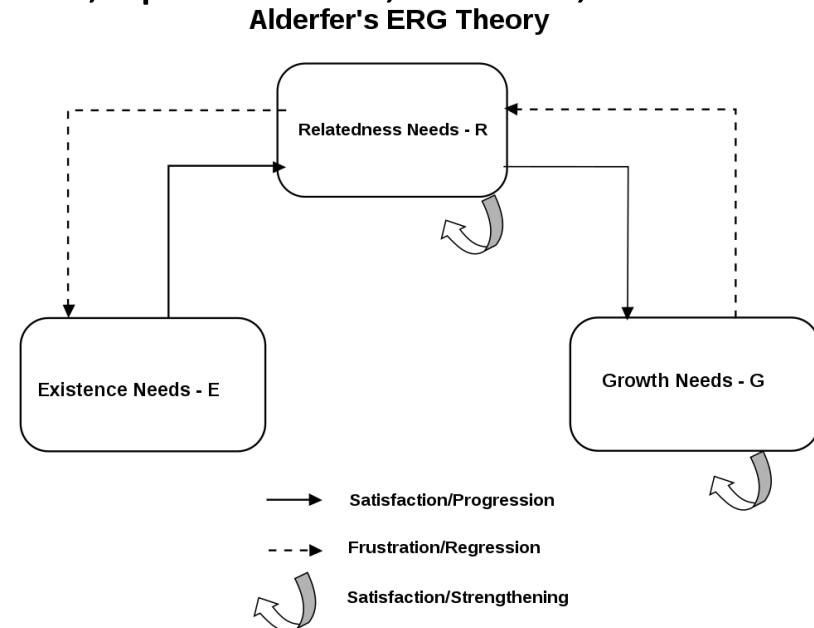 Alderfer's ERG Theory
Relatedness Needs - R
Existence Needs - E
Growth Needs - G
Satisfaction/Progression
Frustration/Regression
Satisfaction/Strengthening